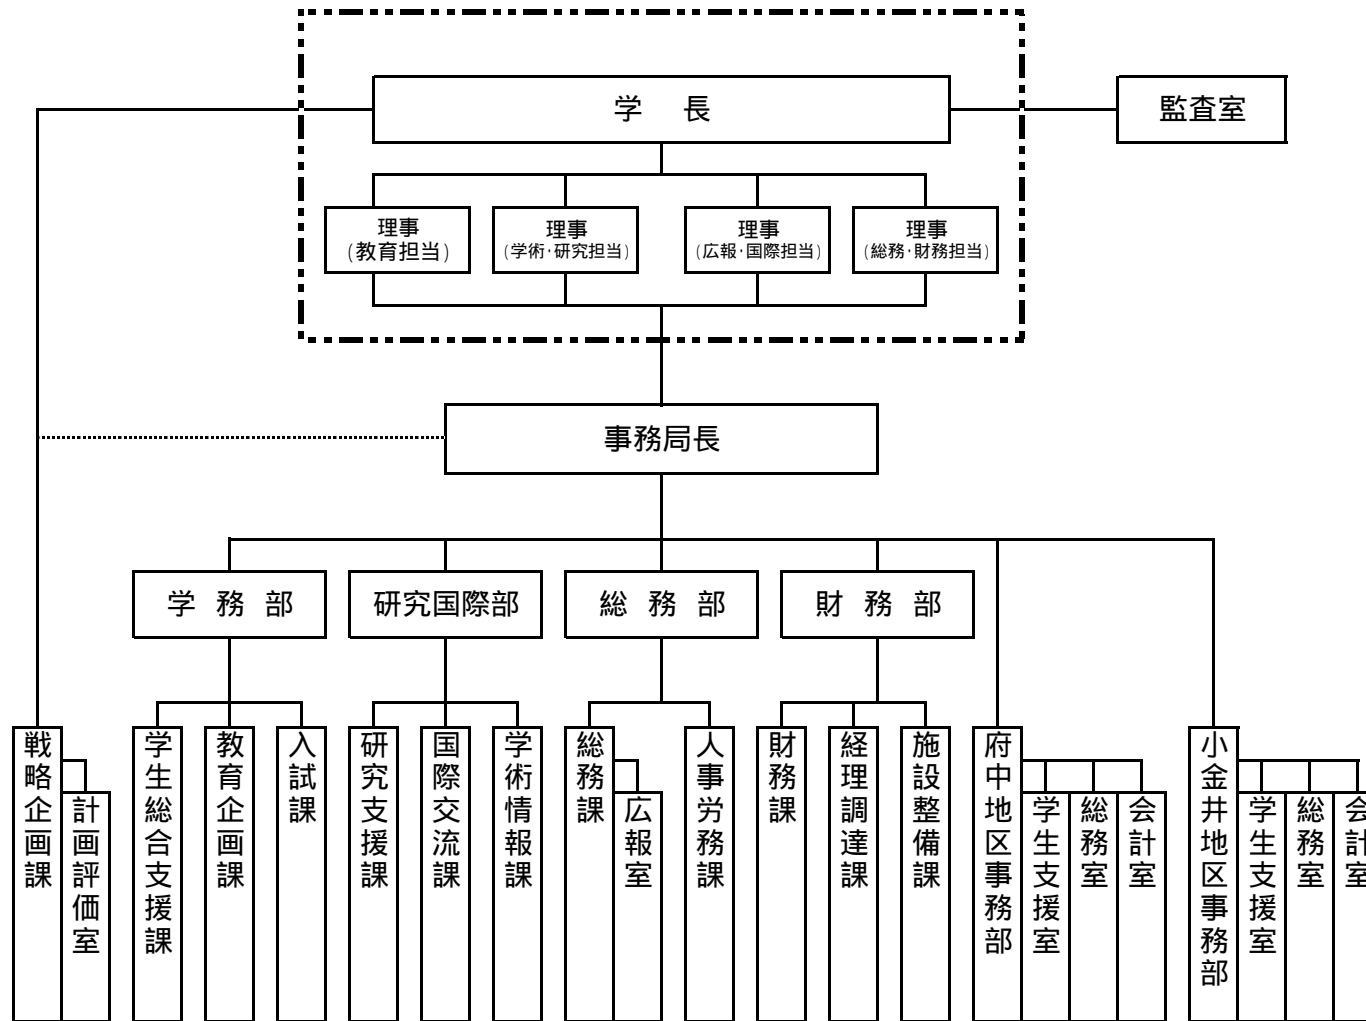 学　長
監査室
理事
(教育担当)
理事
(学術・研究担当)
理事
(広報・国際担当)
理事
(総務・財務担当)
事務局長
学 務 部
研究国際部
総 務 部
財 務 部
戦略企画課
計画評価室
学生総合支援課
教育企画課
入試課
研究支援課
国際交流課
学術情報課
総務課
広報室
人事労務課
財務課
経理調達課
施設整備課
府中地区事務部
学生支援室
総務室
会計室
小金井地区事務部
学生支援室
総務室
会計室